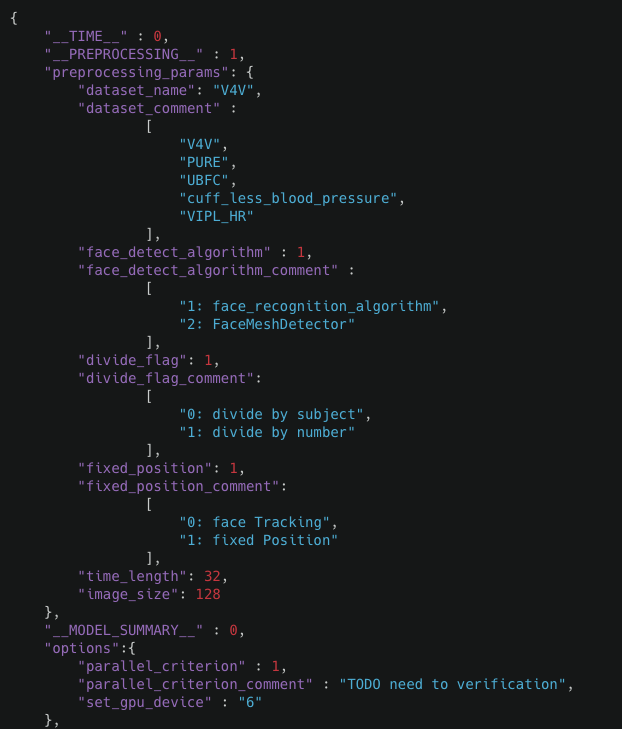 {
"__TIME__" : 0,
"__PREPROCESSING__" : 1,
"preprocessing_params": {
"dataset_name": "V4V",
"dataset_comment" :
[
"V4V",
"PURE",
"UBFC",
"cuff_less_blood_pressure",
"VIPL_HR"
],
"face_detect_algorithm" : 1,
"face_detect_algorithm_comment" :
[
"1: face_recognition_algorithm",
"2: FaceMeshDetector"
],
"divide_flag": 1,
"divide_flag_comment":
[
"0: divide by subject",
"1: divide by number"
],
"fixed_position": 1,
"fixed_position_comment":
[
"0: face Tracking",
"1: fixed Position"
],
"time_length": 32,
"image_size": 128
},
"__MODEL_SUMMARY__" : 0,
"options":{
"parallel_criterion" : 1,
"parallel_criterion_comment" : "TODO need to verification",
"set_gpu_device" : "6"
},